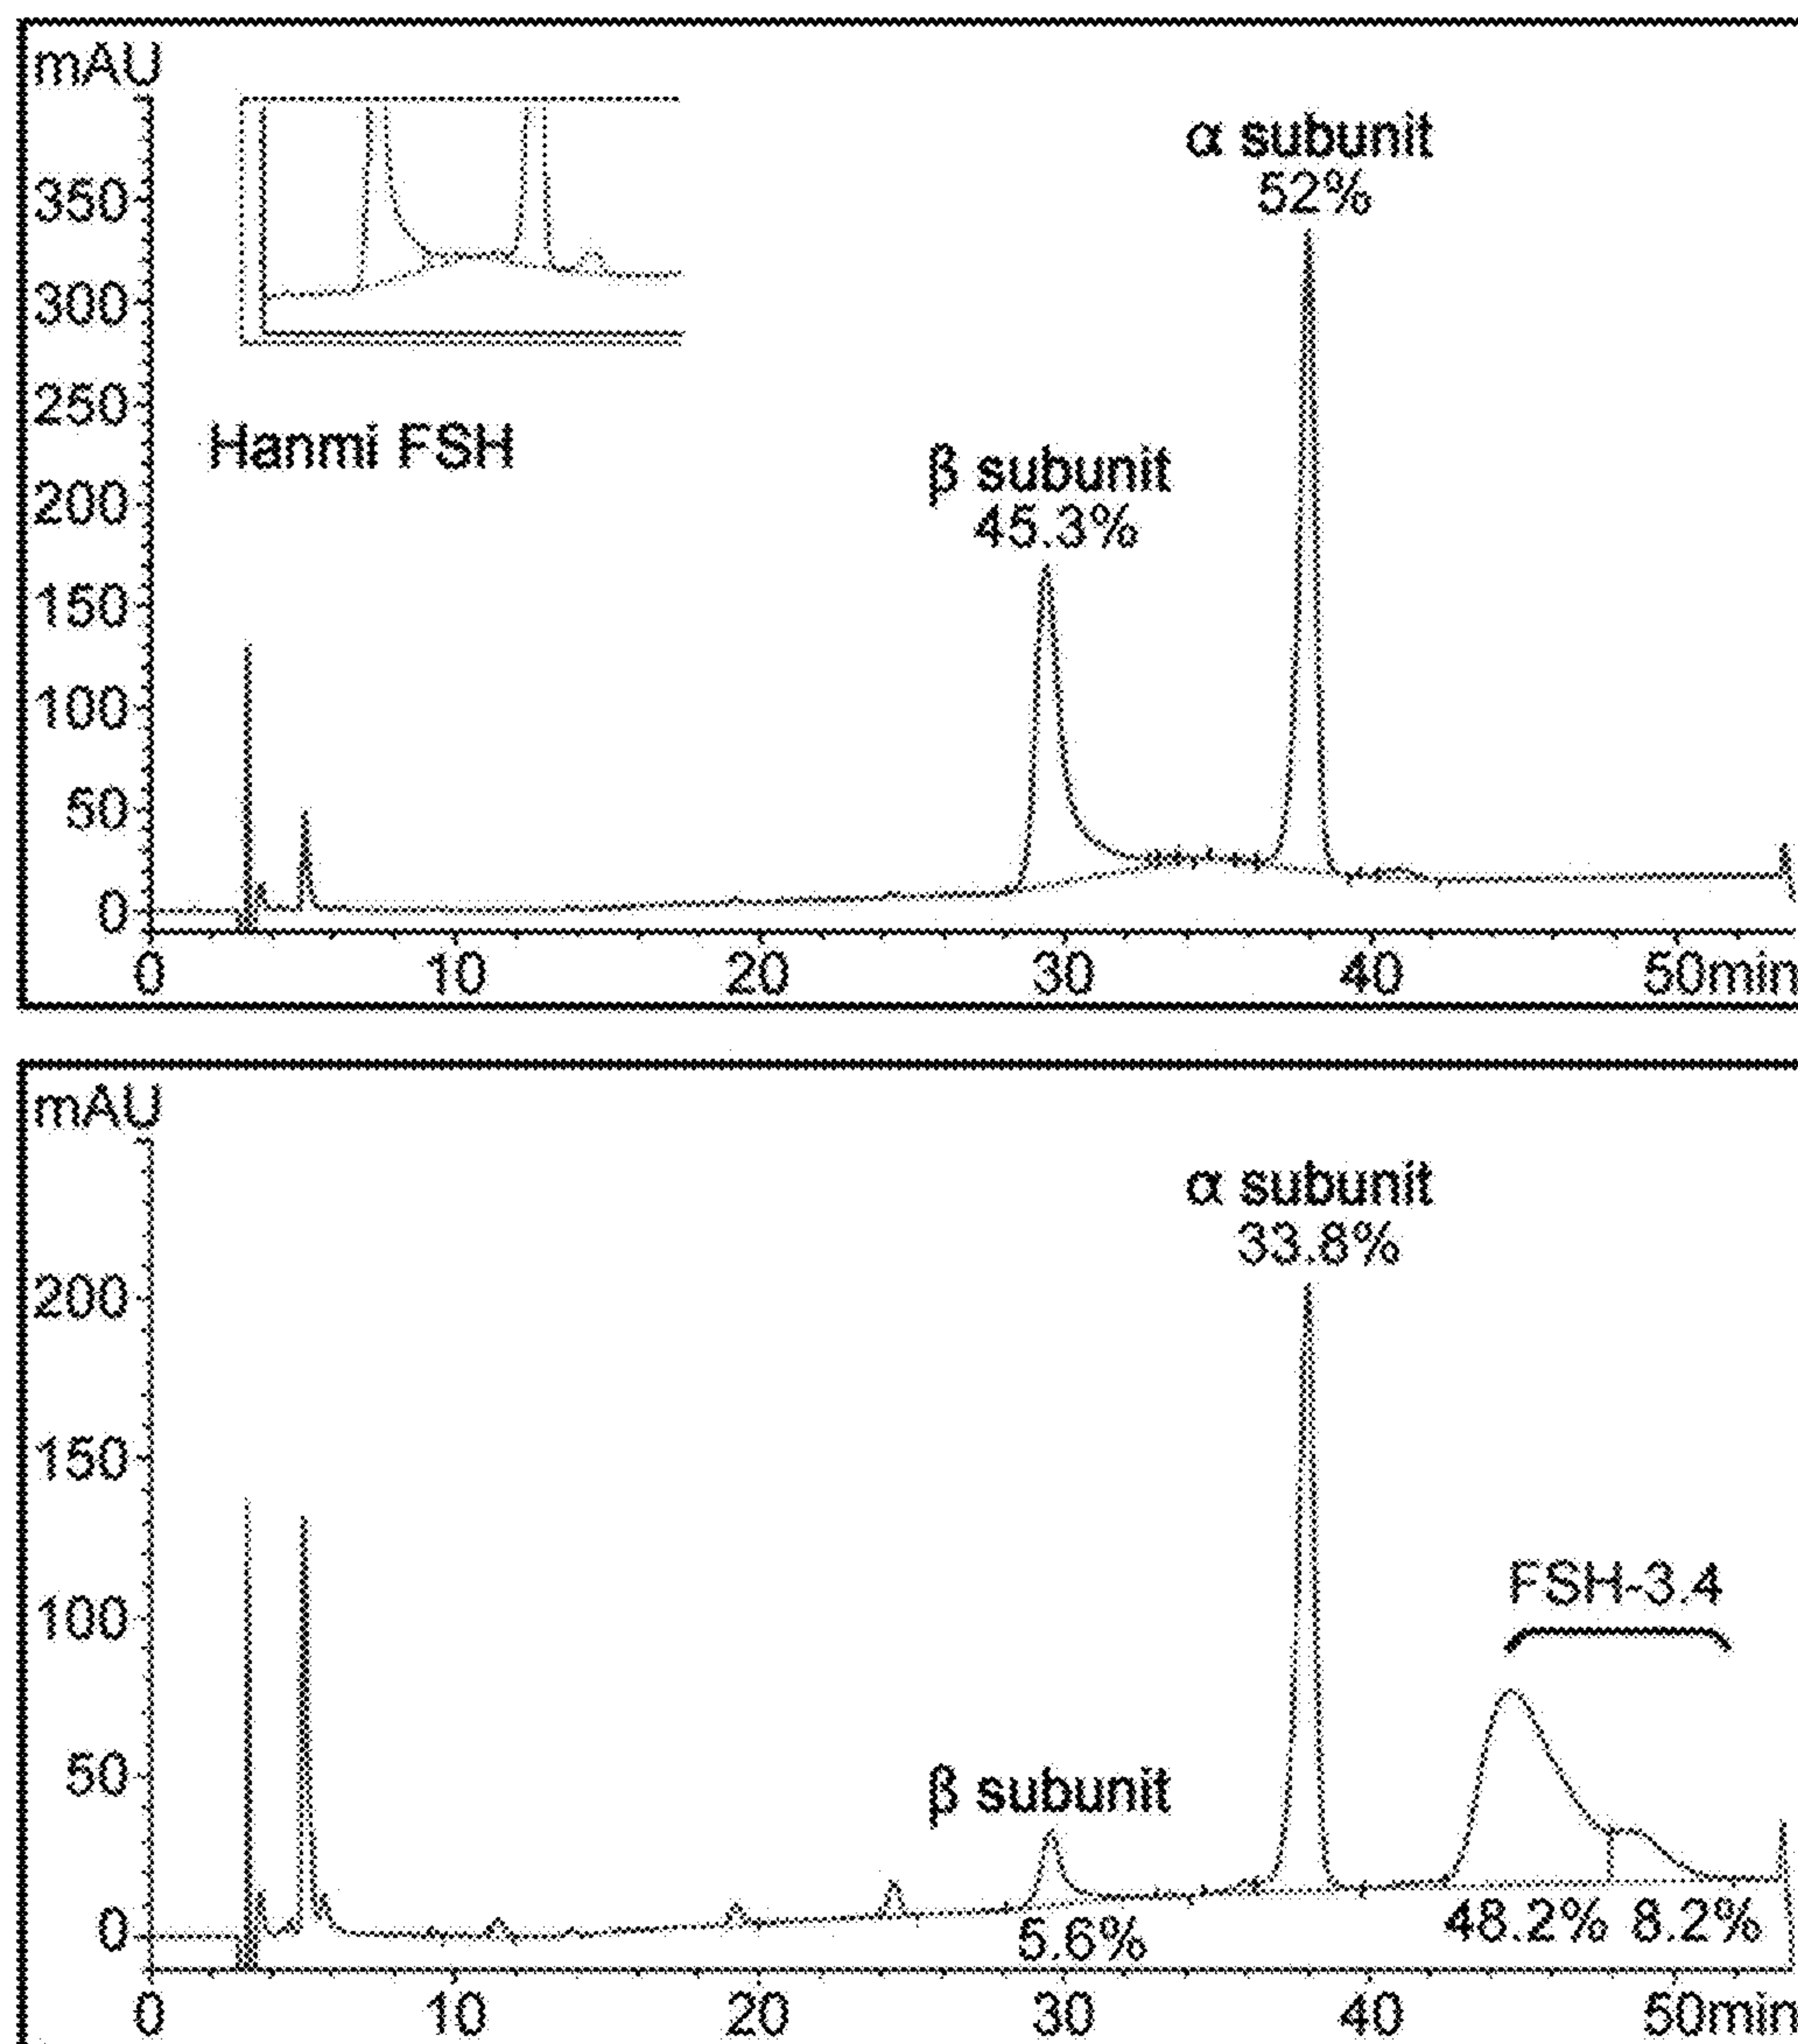 mAU
α subunit
52%
350
300
250
Hanmi FSH
β subunit
200
45.3%
150
100
50
0
0 10 20 30 40 50min
mAU
α subunit
33.8%
200
150
FSH-3.4
100
50
β subunit
0
5.6% 48.2% 8.2%
0 10 20 30 40 50min